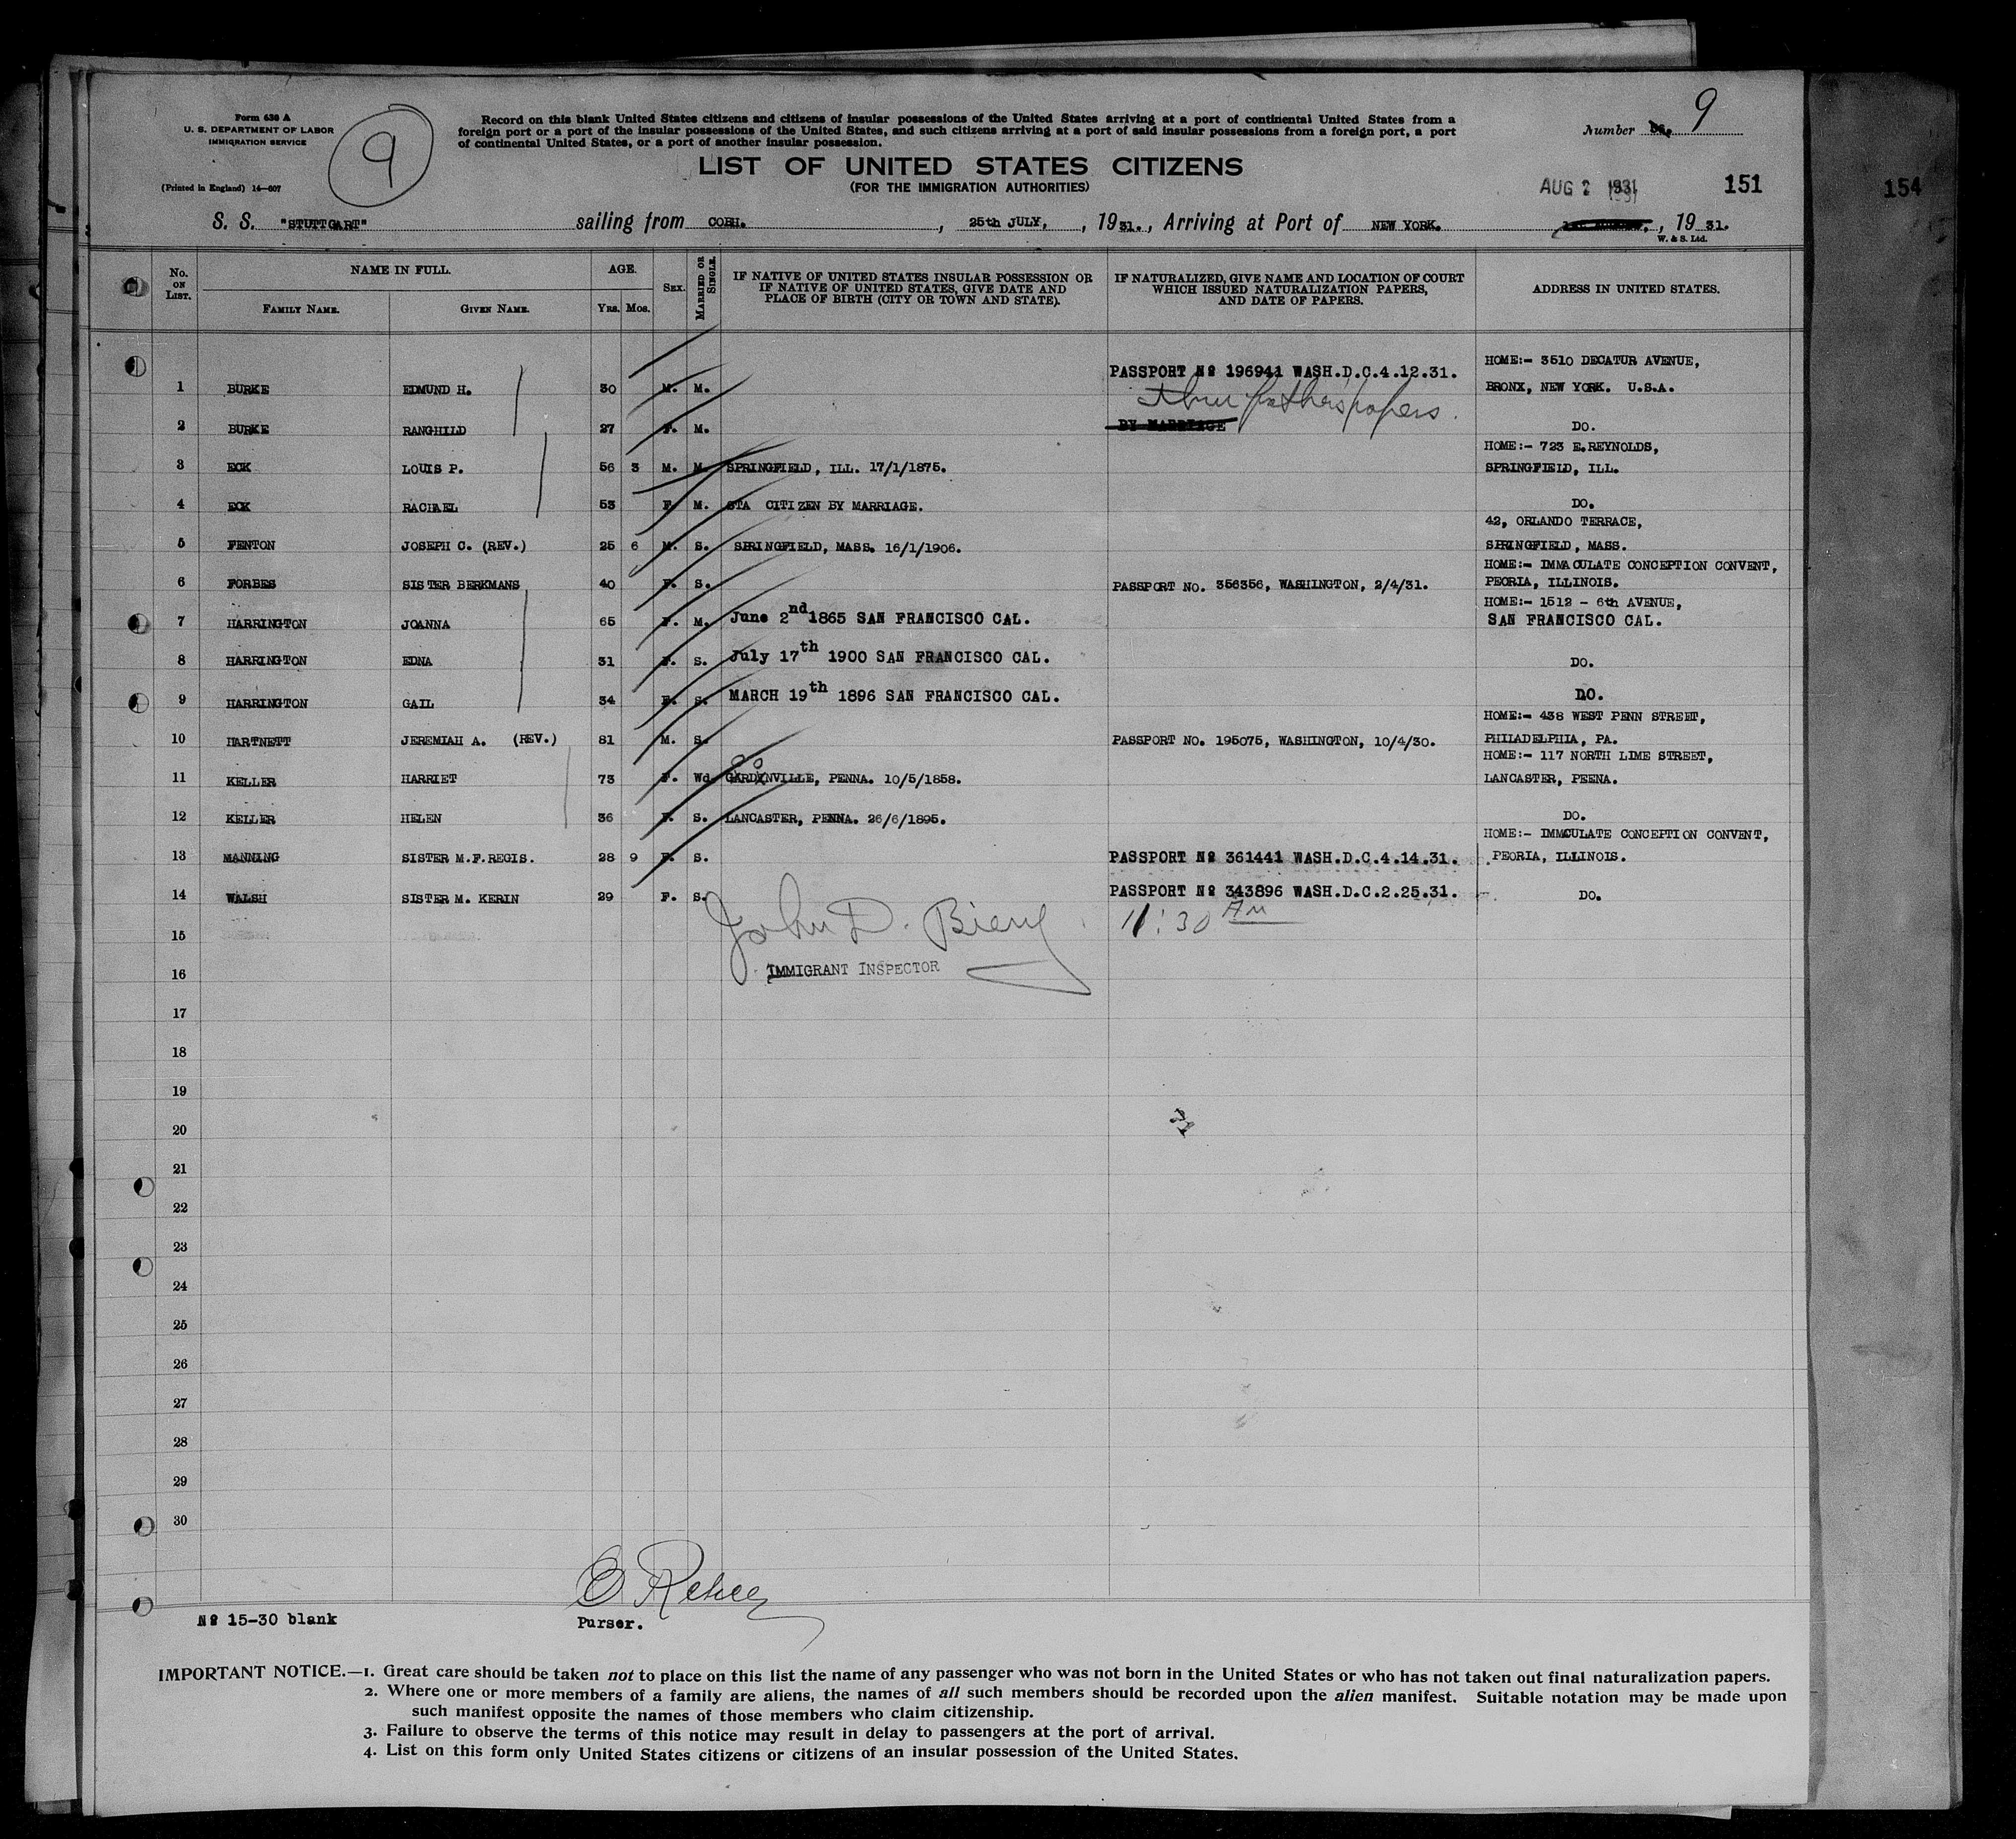 Form 630 A
U. S. DEPARTMENT OF LABOR
IMMIGRATION SERVICE
(Printed in England) 14—607
9
Record on this blank United States citizens and citizens of insular possessions of the United States arriving at a port of continental United States from a
foreign port or a port of the insular possessions of the United States, and such citizens arriving at a port of said insular possessions from a foreign port, a port
of continental United States, or a port of another insular possession.
Number 9
LIST OF UNITED STATES CITIZENS
(FOR THE IMMIGRATION AUTHORITIES)
AUG 2 1931
151
154
S. S. "STUTTGART" sailing from COBH. , 25th JULY, , 19 31. , Arriving at Port of NEW YORK. , 19 31.
W. & S. Ltd.
No. ON LIST. NAME IN FULL. FAMILY NAME. GIVEN NAME. AGE. YRS. MOS. SEX. MARRIED OR SINGLE. IF NATIVE OF UNITED STATES INSULAR POSSESSION OR IF NATIVE OF UNITED STATES, GIVE DATE AND PLACE OF BIRTH (CITY OR TOWN AND STATE). IF NATURALIZED, GIVE NAME AND LOCATION OF COURT WHICH ISSUED NATURALIZATION PAPERS, AND DATE OF PAPERS. ADDRESS IN UNITED STATES.
HOME:- 3510 DECATUR AVENUE,
PASSPORT Nº 196941 WASH.D.C.4.12.31.
1 BURKE EDMUND H. 30 M. M. BRONX, NEW YORK. U.S.A.
thru father's papers.
2 BURKE RANGHILD 27 F. M. BY MARRIAGE DO.
HOME:- 723 E.REYNOLDS,
3 ECK LOUIS P. 56 3 M. M. SPRINGFIELD, ILL. 17/1/1875. SPRINGFIELD, ILL.
4 ECK RACHAEL 53 F. M. STA CITIZEN BY MARRIAGE. DO.
42, ORLANDO TERRACE,
5 FENTON JOSEPH C. (REV.) 25 6 M. S. SPRINGFIELD, MASS. 16/1/1906. SPRINGFIELD, MASS.
HOME:- IMMACULATE CONCEPTION CONVENT,
6 FORBES SISTER BERKMANS 40 F. S. PASSPORT NO. 356356, WASHINGTON, 2/4/31. PEORIA, ILLINOIS.
HOME:- 1512 - 6th AVENUE,
7 HARRINGTON JOANNA 65 F. M. June 2nd 1865 SAN FRANCISCO CAL. SAN FRANCISCO CAL.
8 HARRINGTON EDNA 31 F. S. July 17th 1900 SAN FRANCISCO CAL. DO.
9 HARRINGTON GAIL 34 F. S. MARCH 19th 1896 SAN FRANCISCO CAL. DO.
HOME:- 438 WEST PENN STREET,
10 HARTNETT JEREMIAH A. (REV.) 81 M. S. PASSPORT NO. 195075, WASHINGTON, 10/4/30. PHILADELPHIA, PA.
HOME:- 117 NORTH LIME STREET,
11 KELLER HARRIET 73 F. Wd. GARDENVILLE, PENNA. 10/5/1858. LANCASTER, PEENA.
12 KELLER HELEN 36 F. S. LANCASTER, PENNA. 26/6/1895. DO.
HOME:- IMMCULATE CONCEPTION CONVENT,
13 MANNING SISTER M.F.REGIS. 28 9 F. S. PASSPORT Nº 361441 WASH.D.C.4.14.31. PEORIA, ILLINOIS.
14 WALSH SISTER M. KERIN 29 F. S. PASSPORT Nº 343896 WASH.D.C.2.25.31. DO.
John D. Bieny 11:30 AM
15
IMMIGRANT INSPECTOR
16
17
18
19
20
21
22
23
24
25
26
27
28
29
30
Nº 15-30 blank
Purser.
IMPORTANT NOTICE.—1. Great care should be taken not to place on this list the name of any passenger who was not born in the United States or who has not taken out final naturalization papers.
2. Where one or more members of a family are aliens, the names of all such members should be recorded upon the alien manifest. Suitable notation may be made upon
such manifest opposite the names of those members who claim citizenship.
3. Failure to observe the terms of this notice may result in delay to passengers at the port of arrival.
4. List on this form only United States citizens or citizens of an insular possession of the United States.